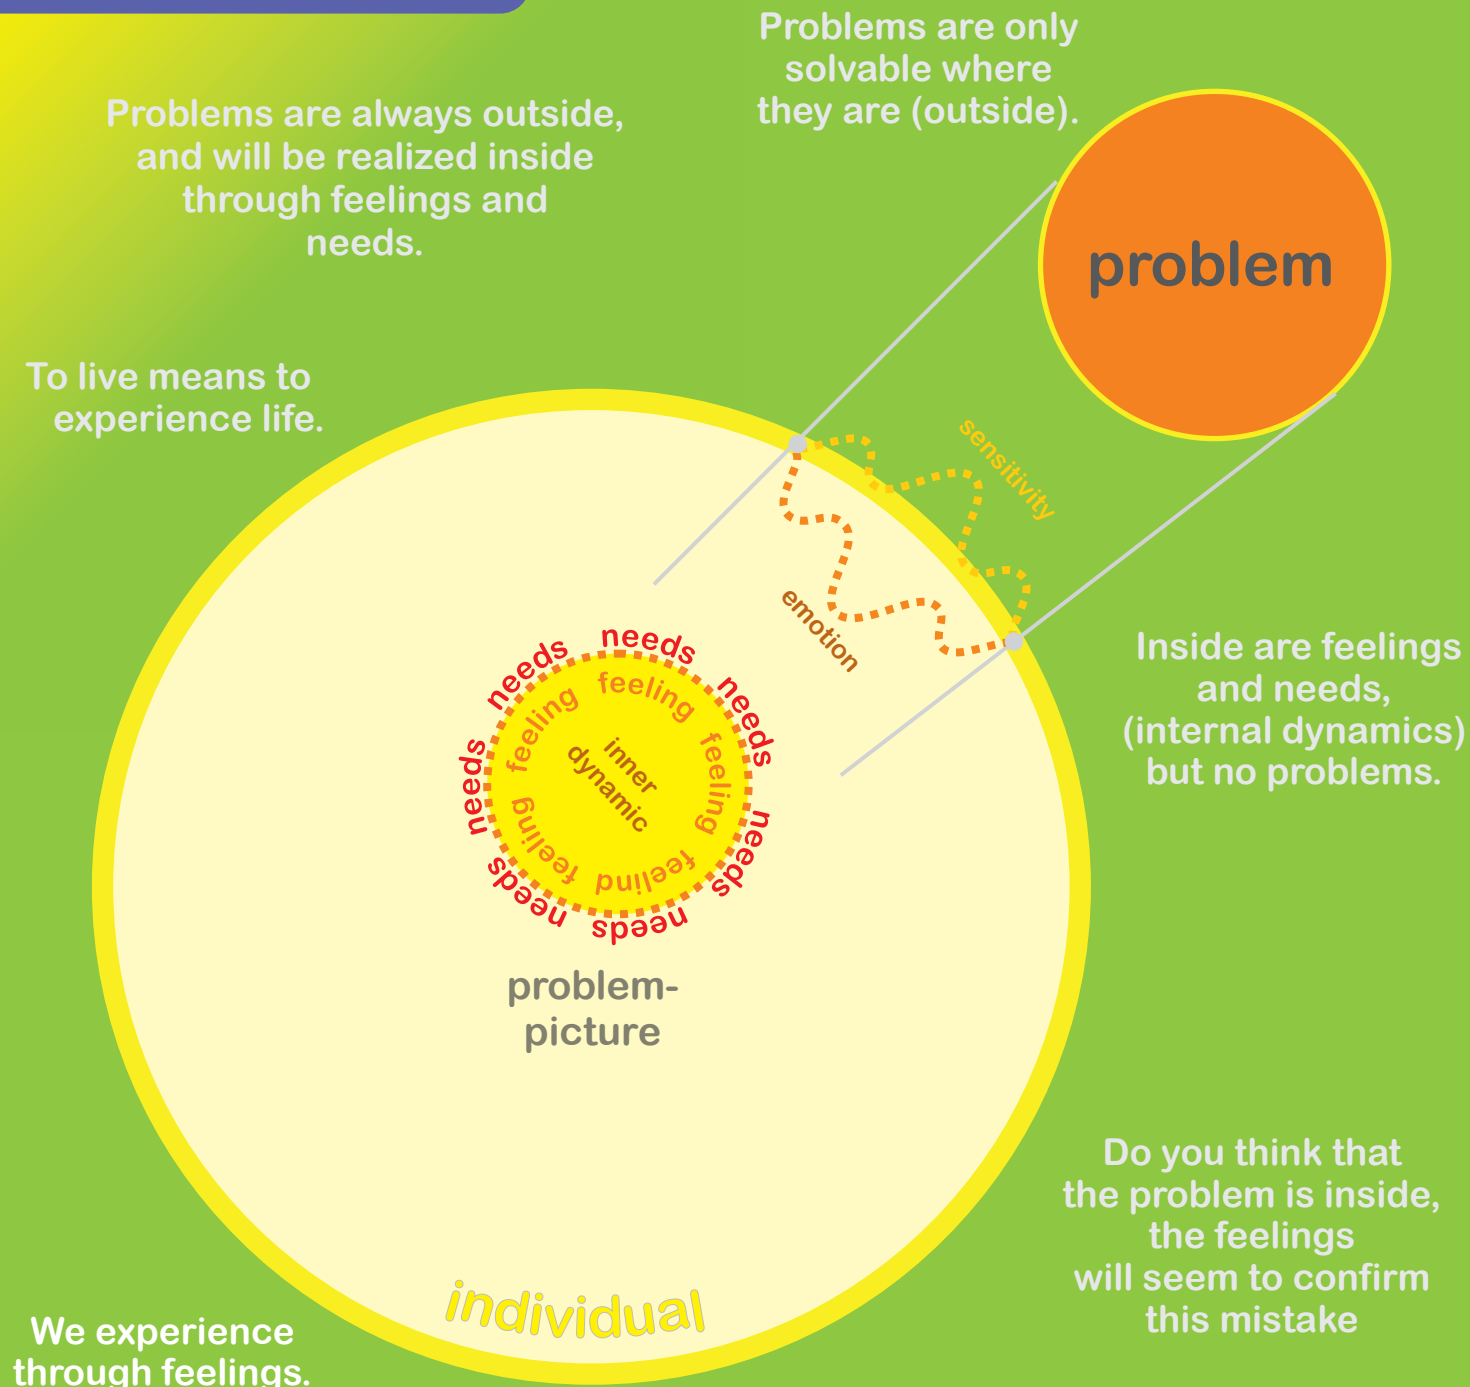 Problems are only
solvable where
they are (outside).
Problems are always outside,
and will be realized inside
through feelings and
needs.
problem
To live means to
experience life.
sensitivity
emotion
needs
needs
needs
needs
needs
needs
needs
feeling
feeling
feeling
feelind
feeling
inner
dynamic
Inside are feelings
and needs,
(internal dynamics)
but no problems.
problem-
picture
Do you think that
the problem is inside,
the feelings
will seem to confirm
this mistake
individual
We experience
through feelings.